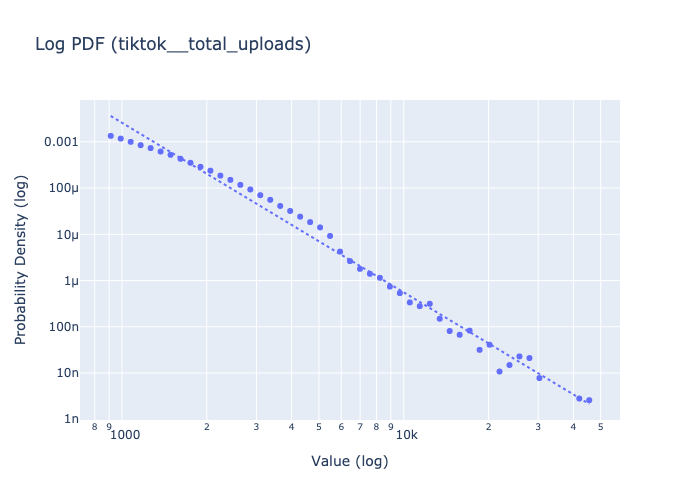 Log PDF (tiktok__total_uploads)
Probability Density (log)
0.001
100μ
10μ
1μ
100n
10n
1n
8 9 1000 2 3 4 5 6 7 8 9 10k 2 3 4 5
Value (log)